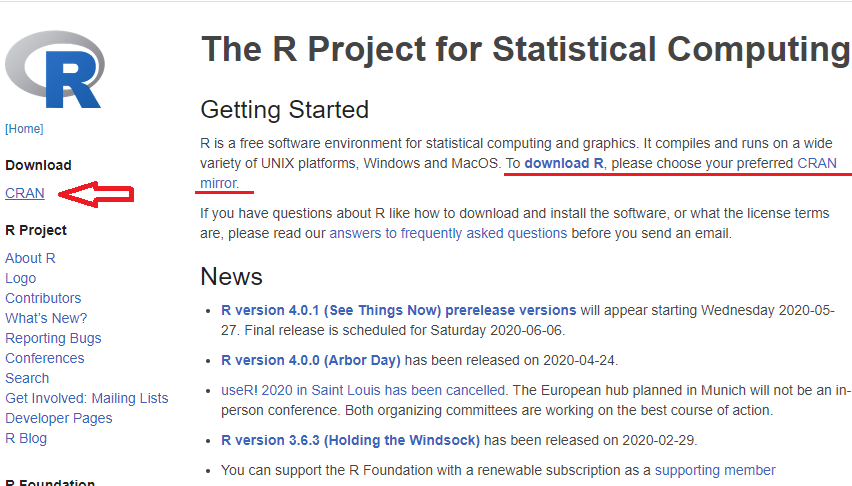 R
The R Project for Statistical Computing
[Home]
Download
CRAN
R Project
About R
Logo
Contributors
What's New?
Reporting Bugs
Conferences
Search
Get Involved: Mailing Lists
Developer Pages
R Blog
R Foundation
Getting Started
R is a free software environment for statistical computing and graphics. It compiles and runs on a wide
variety of UNIX platforms, Windows and MacOS. To download R, please choose your preferred CRAN
mirror.
If you have questions about R like how to download and install the software, or what the license terms
are, please read our answers to frequently asked questions before you send an email.
News
• R version 4.0.1 (See Things Now) prerelease versions will appear starting Wednesday 2020-05-
27. Final release is scheduled for Saturday 2020-06-06.
• R version 4.0.0 (Arbor Day) has been released on 2020-04-24.
• useR! 2020 in Saint Louis has been cancelled. The European hub planned in Munich will not be an in-
person conference. Both organizing committees are working on the best course of action.
• R version 3.6.3 (Holding the Windsock) has been released on 2020-02-29.
• You can support the R Foundation with a renewable subscription as a supporting member